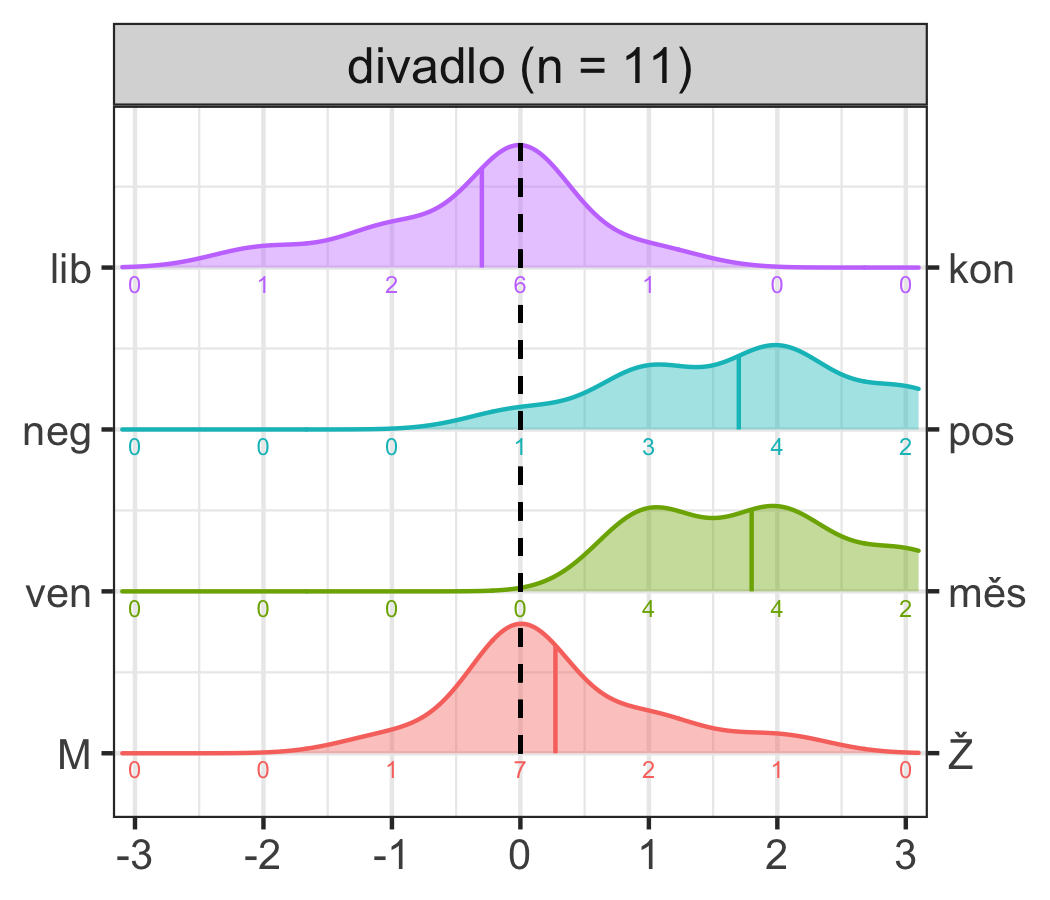 divadlo (n = 11)
lib kon
0 1 2 6 1 0 0
neg pos
0 0 0 1 3 4 2
ven měs
0 0 0 0 4 4 2
M Ž
0 0 1 7 2 1 0
-3 -2 -1 0 1 2 3